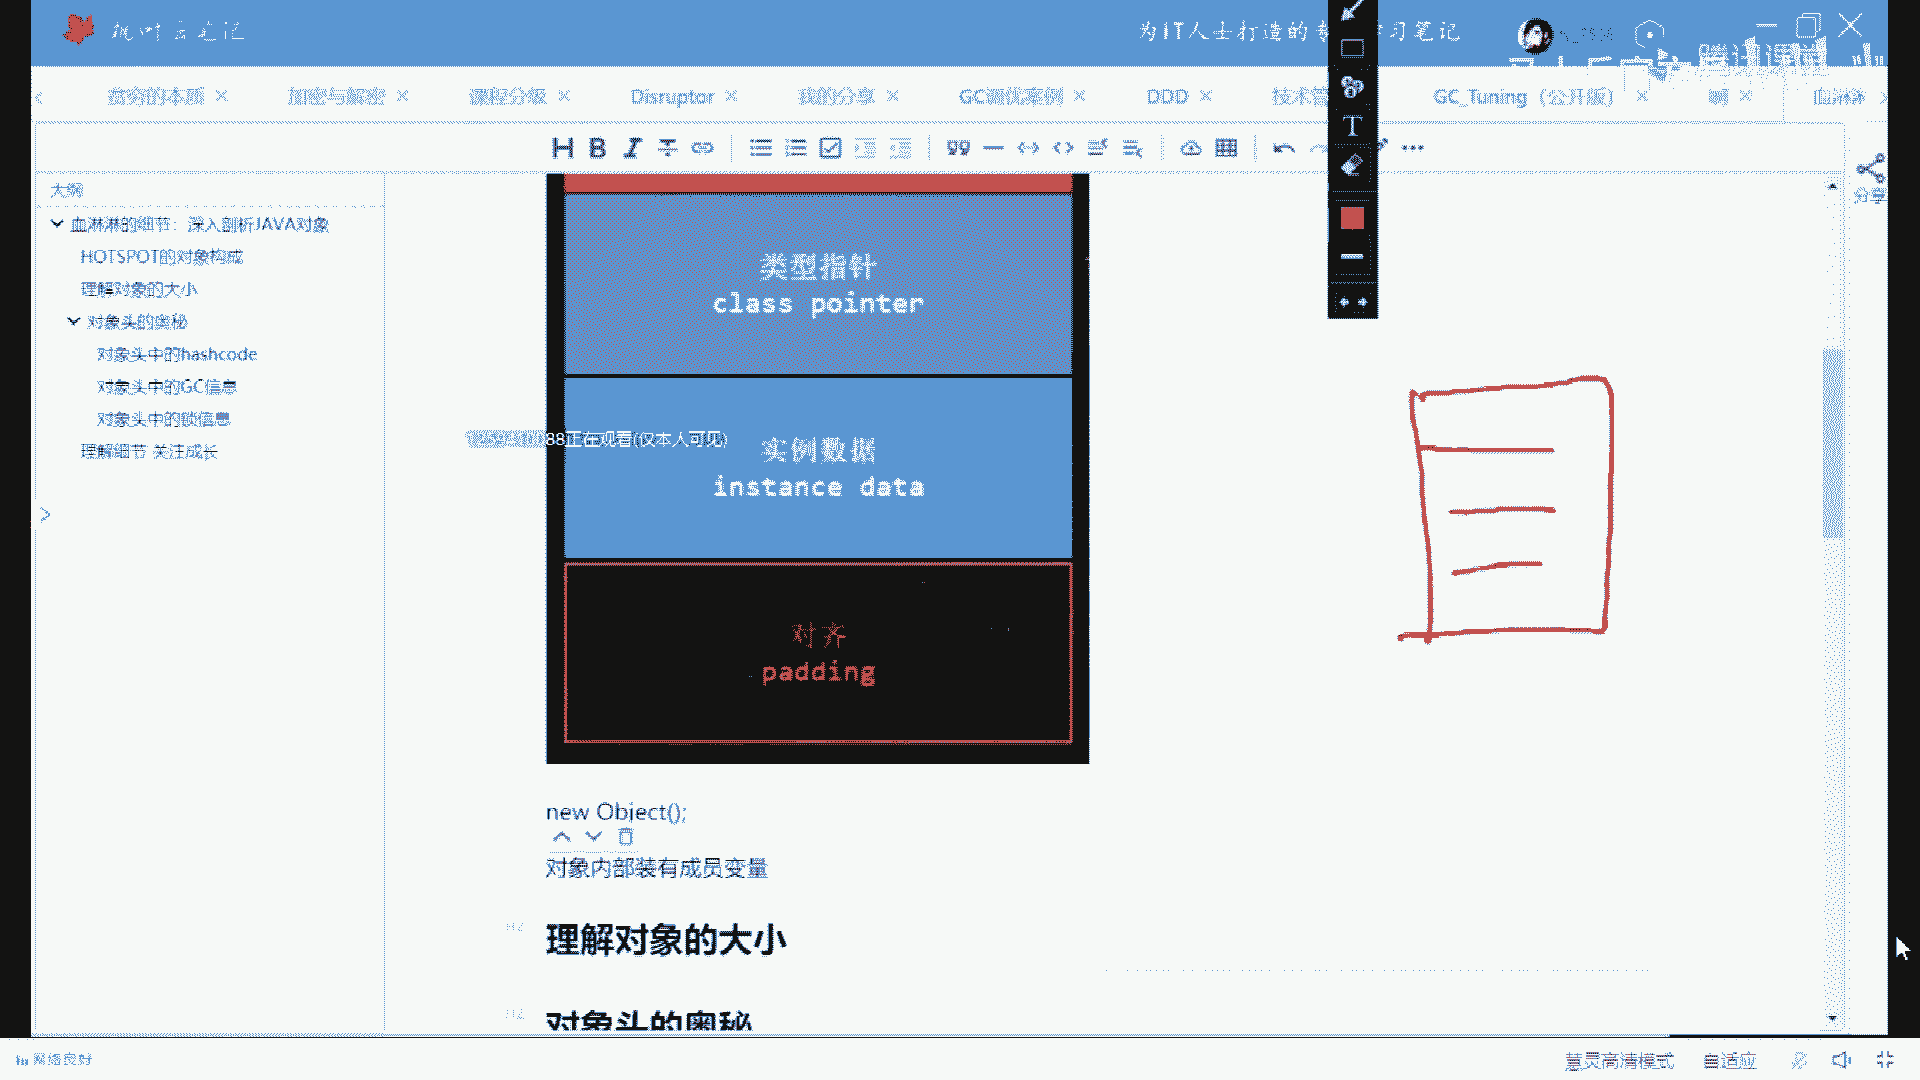 枫叶云笔记
为IT人士打造的专 习笔记
贫穷的本质
加密与解密
课程分级
Disruptor
我的分享
GC调优案例
DDD
技术管
GC_Tuning（公开版）
树
血淋淋
大纲
血淋淋的细节：深入剖析JAVA对象
HOTSPOT的对象构成
理解对象的大小
对象头的奥秘
对象头中的hashcode
对象头中的GC信息
对象头中的锁信息
理解细节 关注成长
分享
类型指针
class pointer
88正在观看(仅本人可见)
实例数据
instance data
对齐
padding
new Object();
对象内部装有成员变量
H2
理解对象的大小
H2
对象头的奥秘
网络良好
慧灵高清模式
自适应